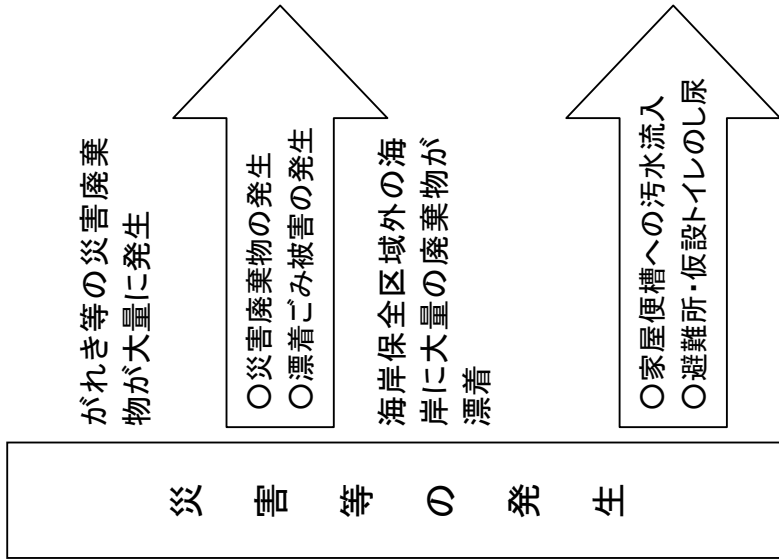 がれき等の災害廃棄
物が大量に発生
○災害廃棄物の発生
○漂着ごみ被害の発生
海岸保全区域外の海
岸に大量の廃棄物が
漂着
○家屋便槽への汚水流入
○避難所・仮設トイレのし尿
災害等の発生